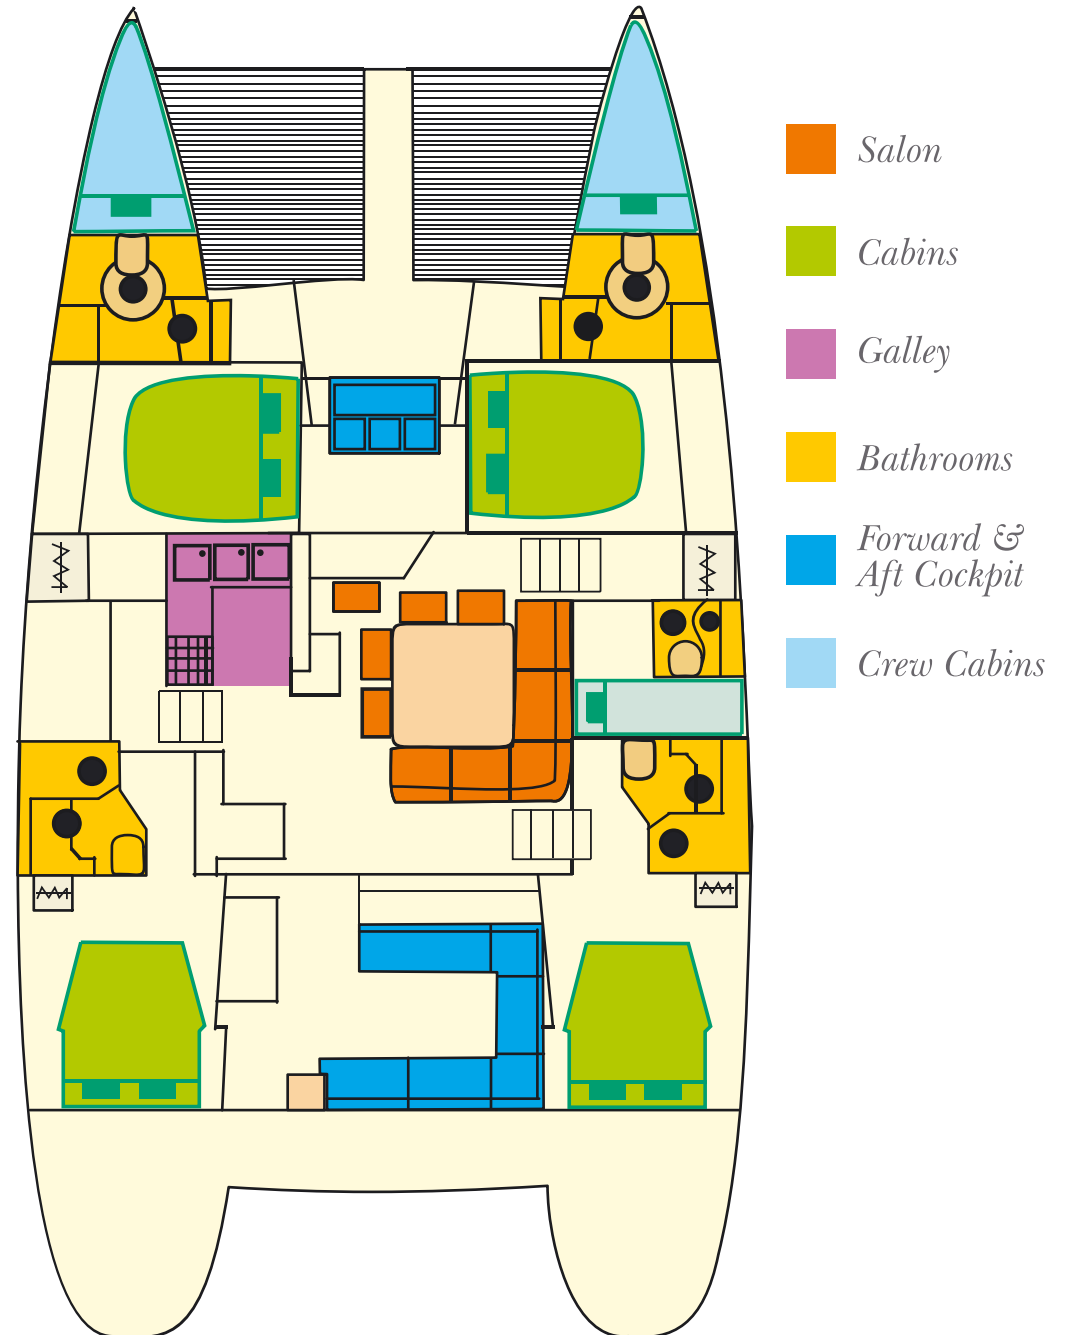 Salon
Cabins
Galley
Bathrooms
Forward &
Aft Cockpit
Crew Cabins